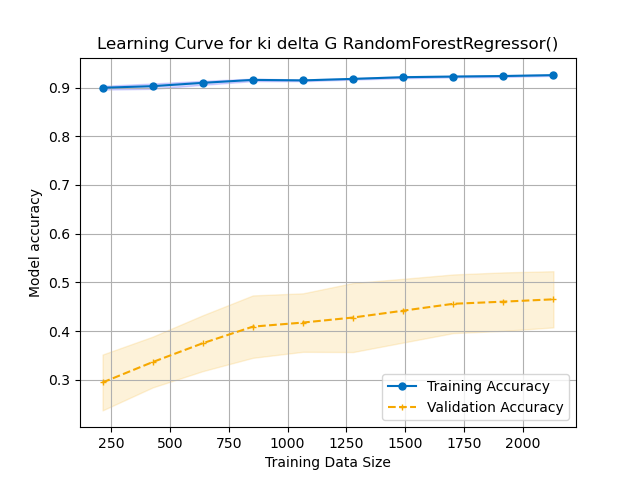 Learning Curve for ki delta G RandomForestRegressor()
Model accuracy
0.9
0.8
0.7
0.6
0.5
0.4
0.3
Training Accuracy
Validation Accuracy
250 500 750 1000 1250 1500 1750 2000
Training Data Size